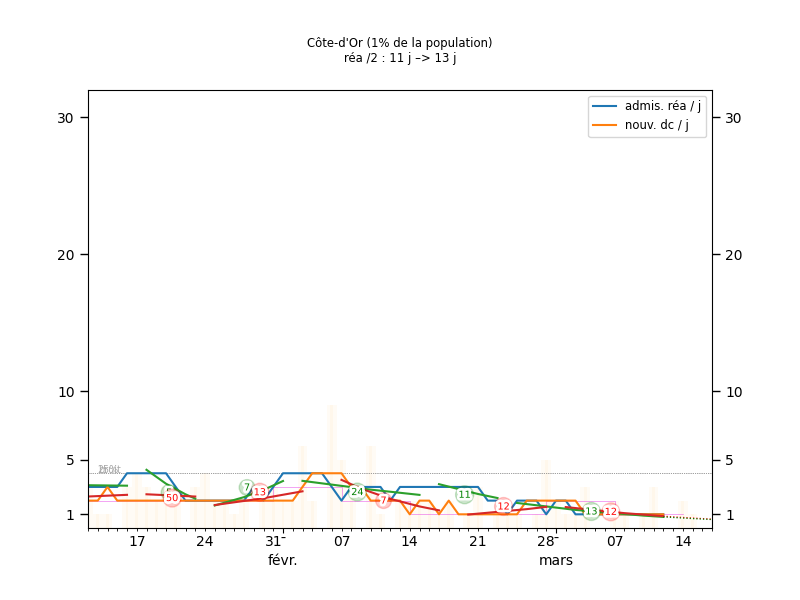 Côte-d'Or (1% de la population)
réa /2 : 11 j –> 13 j
admis. réa / j
nouv. dc / j
30 30
20 20
10 10
5 5
1 1
50 7 13 24 7 11 12 13 12
17 24 31- 07 14 21 28- 07 14
févr. mars